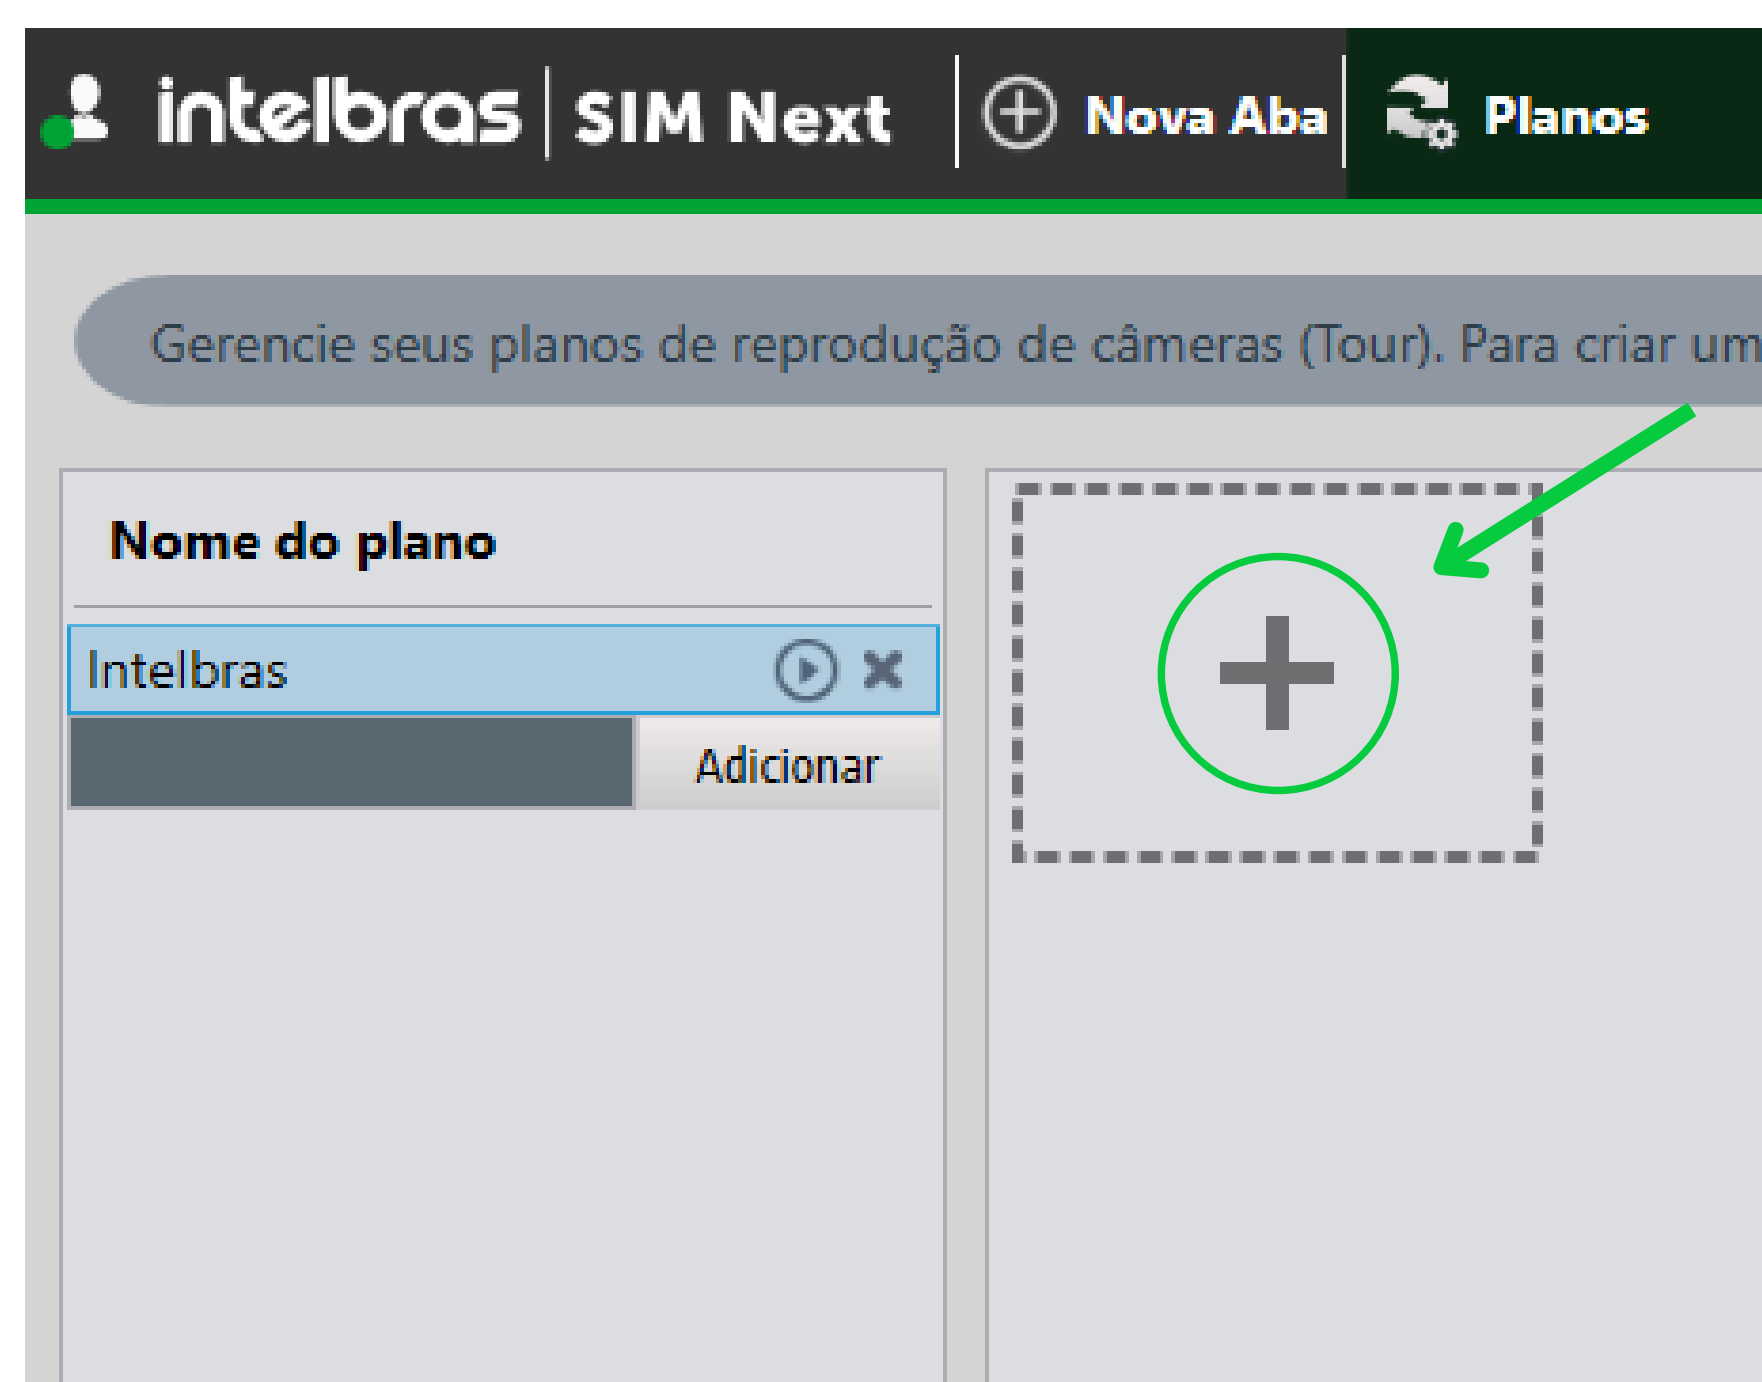 intelbras | SIM Next Nova Aba Planos
Gerencie seus planos de reprodução de câmeras (Tour). Para criar um
Nome do plano
Intelbras
Adicionar